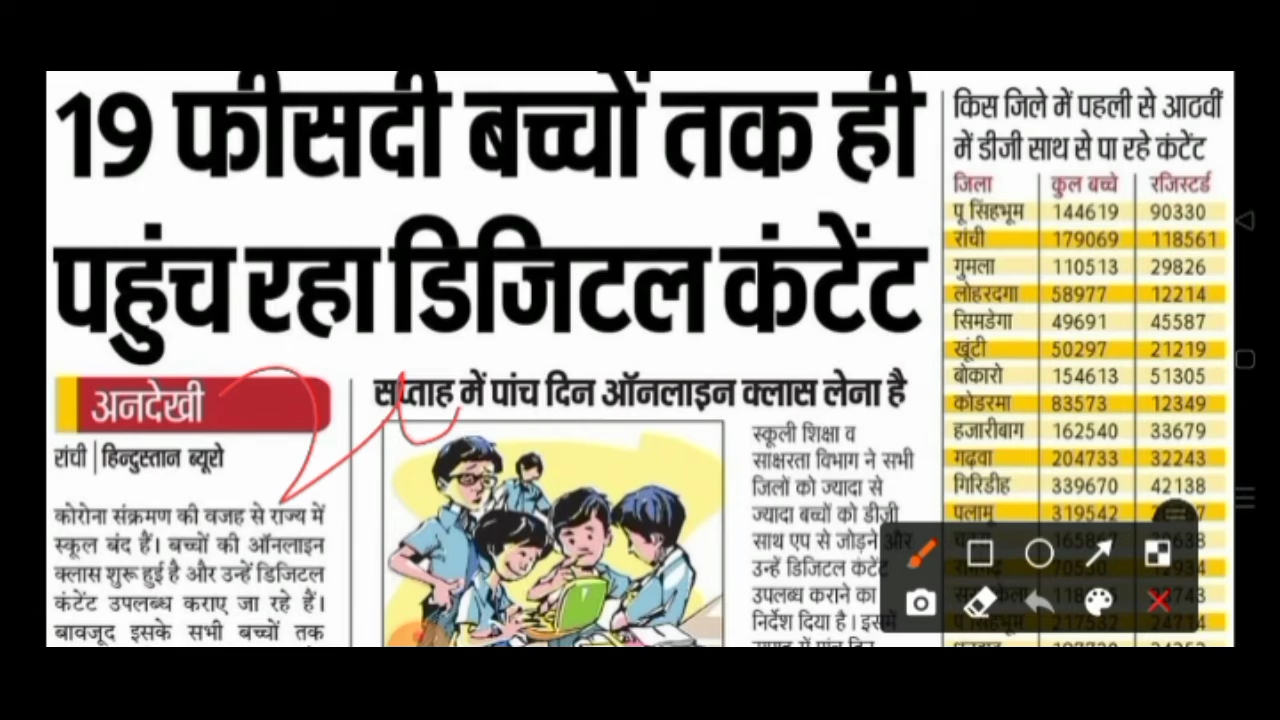 19 फीसदी बच्चों तक ही
पहुंच रहा डिजिटल कंटेंट
अनदेखी
रांची | हिन्दुस्तान ब्यूरो
कोरोना संक्रमण की वजह से राज्य में
स्कूल बंद हैं। बच्चों की ऑनलाइन
क्लास शुरू हुई है और उन्हें डिजिटल
कंटेंट उपलब्ध कराए जा रहे हैं।
बावजूद इसके सभी बच्चों तक
सप्ताह में पांच दिन ऑनलाइन क्लास लेना है
स्कूली शिक्षा व
साक्षरता विभाग ने सभी
जिलों को ज्यादा से
ज्यादा बच्चों को डीजी
साथ एप से जोड़ने और
उन्हें डिजिटल कंटेंट
उपलब्ध कराने का
निर्देश दिया है। इसमें
किस जिले में पहली से आठवीं
में डीजी साथ से पा रहे कंटेंट
जिला कुल बच्चे रजिस्टर्ड
पू सिंहभूम 144619 90330
रांची 179069 118561
गुमला 110513 29826
लोहरदगा 58977 12214
सिमडेगा 49691 45587
खूंटी 50297 21219
बोकारो 154613 51305
कोडरमा 83573 12349
हजारीबाग 162540 33679
गढ़वा 204733 32243
गिरिडीह 339670 42138
पलामू 319542
प सिंहभूम 217532 24714